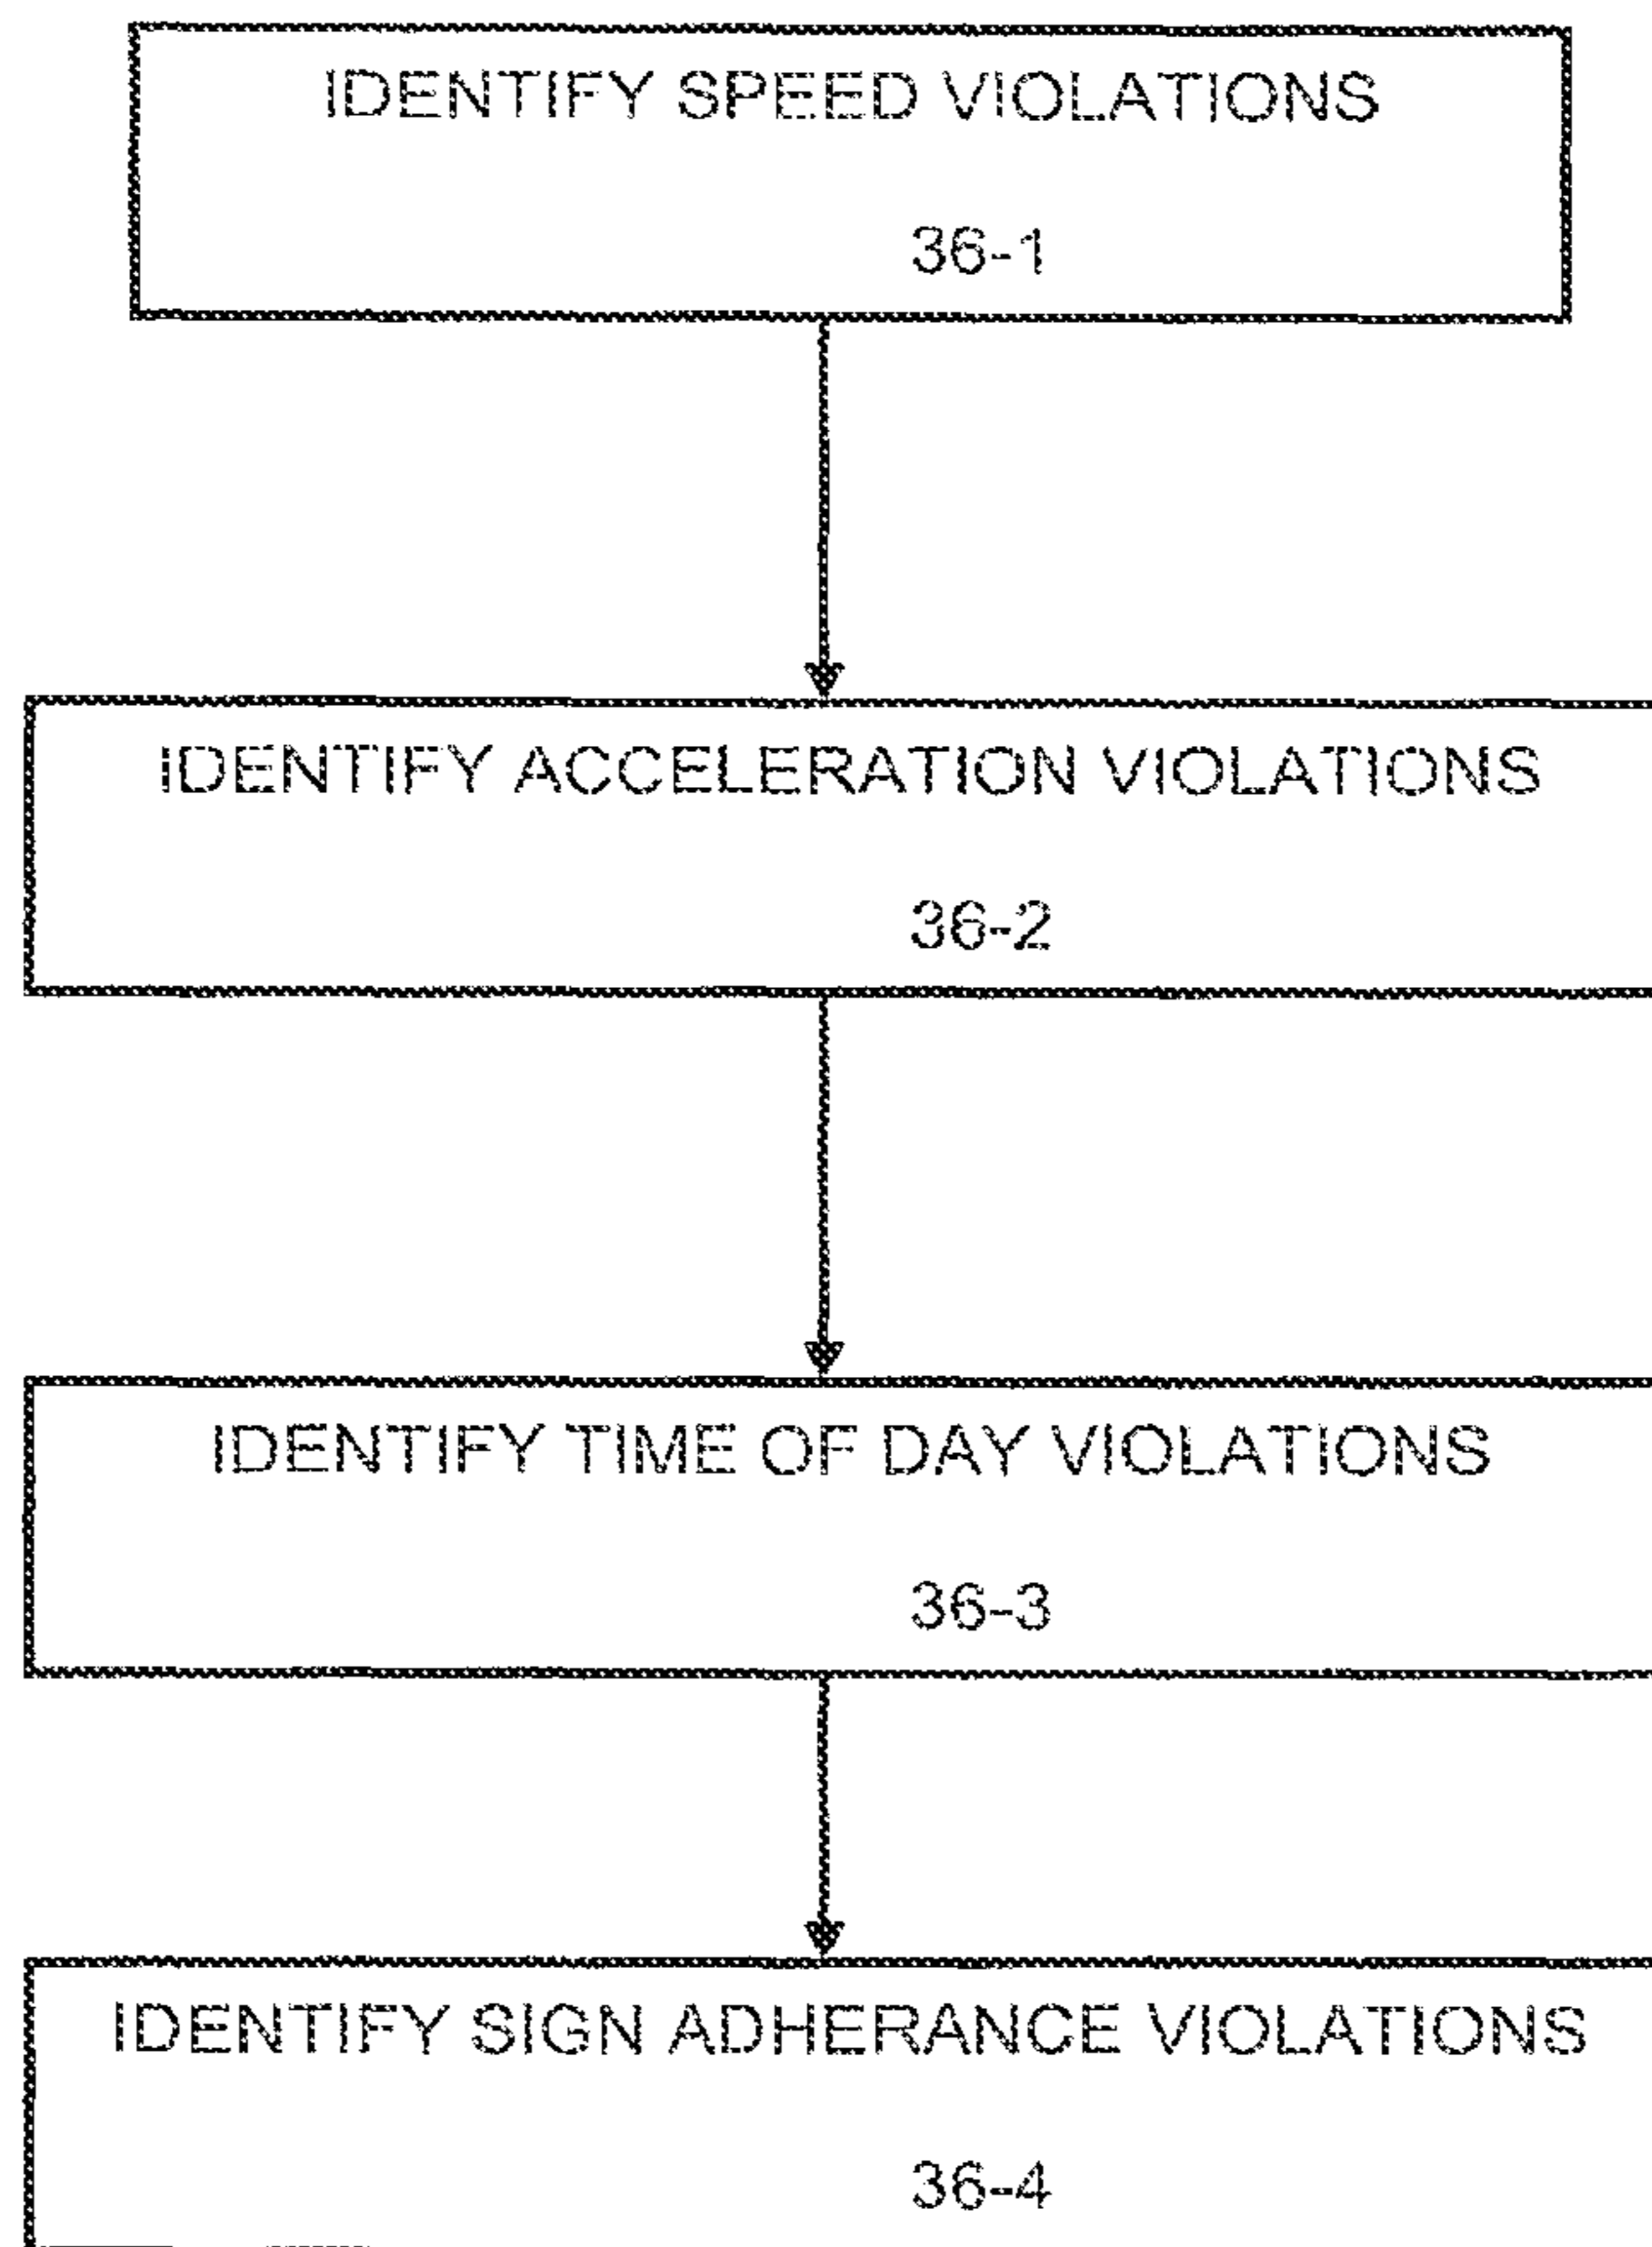 IDENTIFY SPEED VIOLATIONS
36-1
IDENTIFY ACCELERATION VIOLATIONS
36-2
IDENTIFY TIME OF DAY VIOLATIONS
36-3
IDENTIFY SIGN ADHERANCE VIOLATIONS
36-4